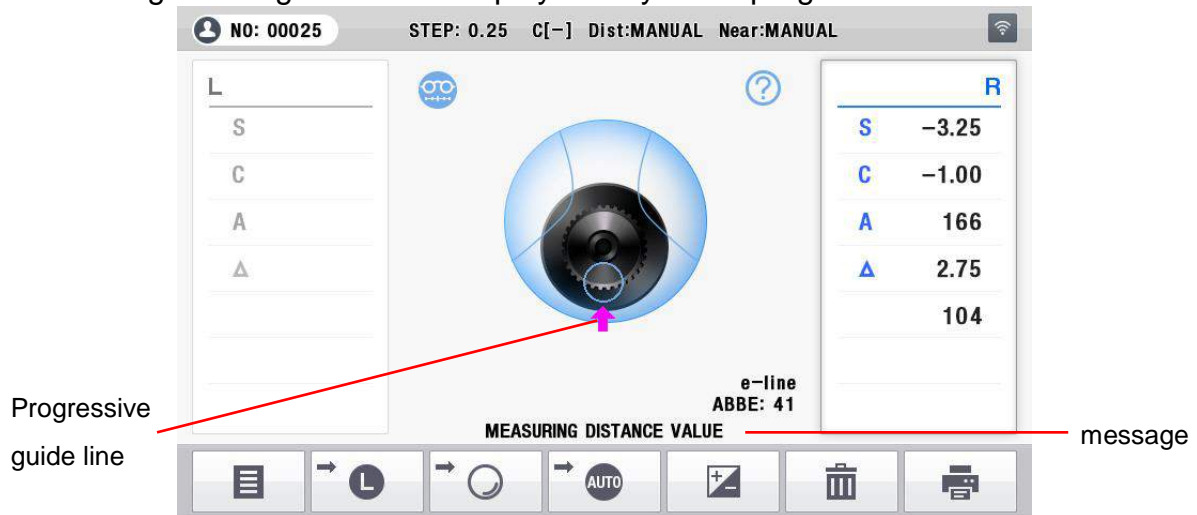 NO: 00025 STEP: 0.25 C[-] Dist:MANUAL Near:MANUAL
L
S
C
A
Δ
R
S -3.25
C -1.00
A 166
Δ 2.75
104
e-line
ABBE: 41
MEASURING DISTANCE VALUE
Progressive
guide line
message
L
AUTO